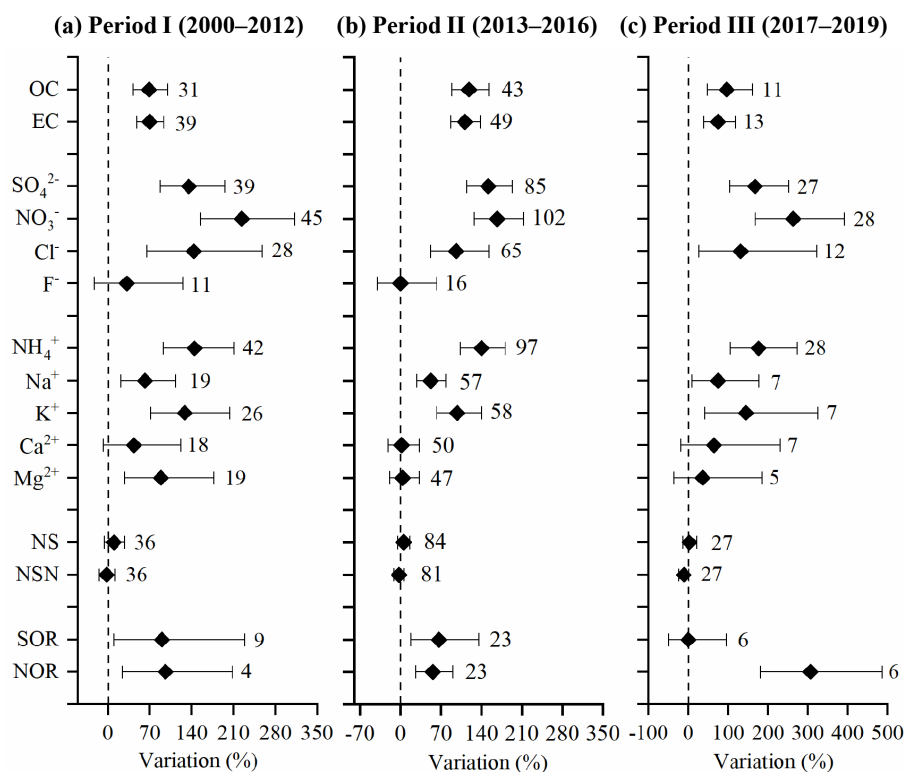 (a) Period I (2000–2012) (b) Period II (2013–2016) (c) Period III (2017–2019)
OC 31 43 11
EC 39 49 13
SO₄²⁻ 39 85 27
NO₃⁻ 45 102 28
Cl⁻ 28 65 12
F⁻ 11 16
NH₄⁺ 42 97 28
Na⁺ 19 57 7
K⁺ 26 58 7
Ca²⁺ 18 50 7
Mg²⁺ 19 47 5
NS 36 84 27
NSN 36 81 27
SOR 9 23 6
NOR 4 23 6
0 70 140 210 280 350 -70 0 70 140 210 280 350 -100 0 100 200 300 400 500
Variation (%) Variation (%) Variation (%)